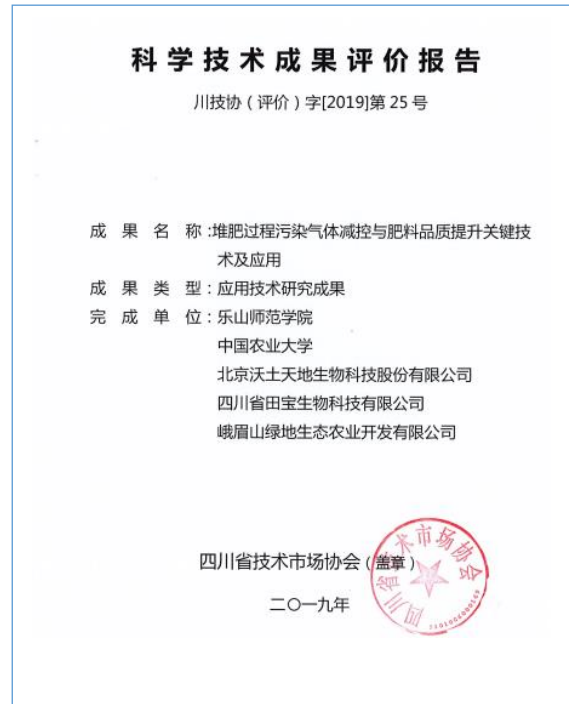 科学技术成果评价报告
川技协（评价）字[2019]第 25 号
成果名称:堆肥过程污染气体减控与肥料品质提升关键技
术及应用
成果类型：应用技术研究成果
完成单位：乐山师范学院
中国农业大学
北京沃土天地生物科技股份有限公司
四川省田宝生物科技有限公司
峨眉山绿地生态农业开发有限公司
四川省技术市场协会（盖章）
二〇一九年
四川省技术市场协会